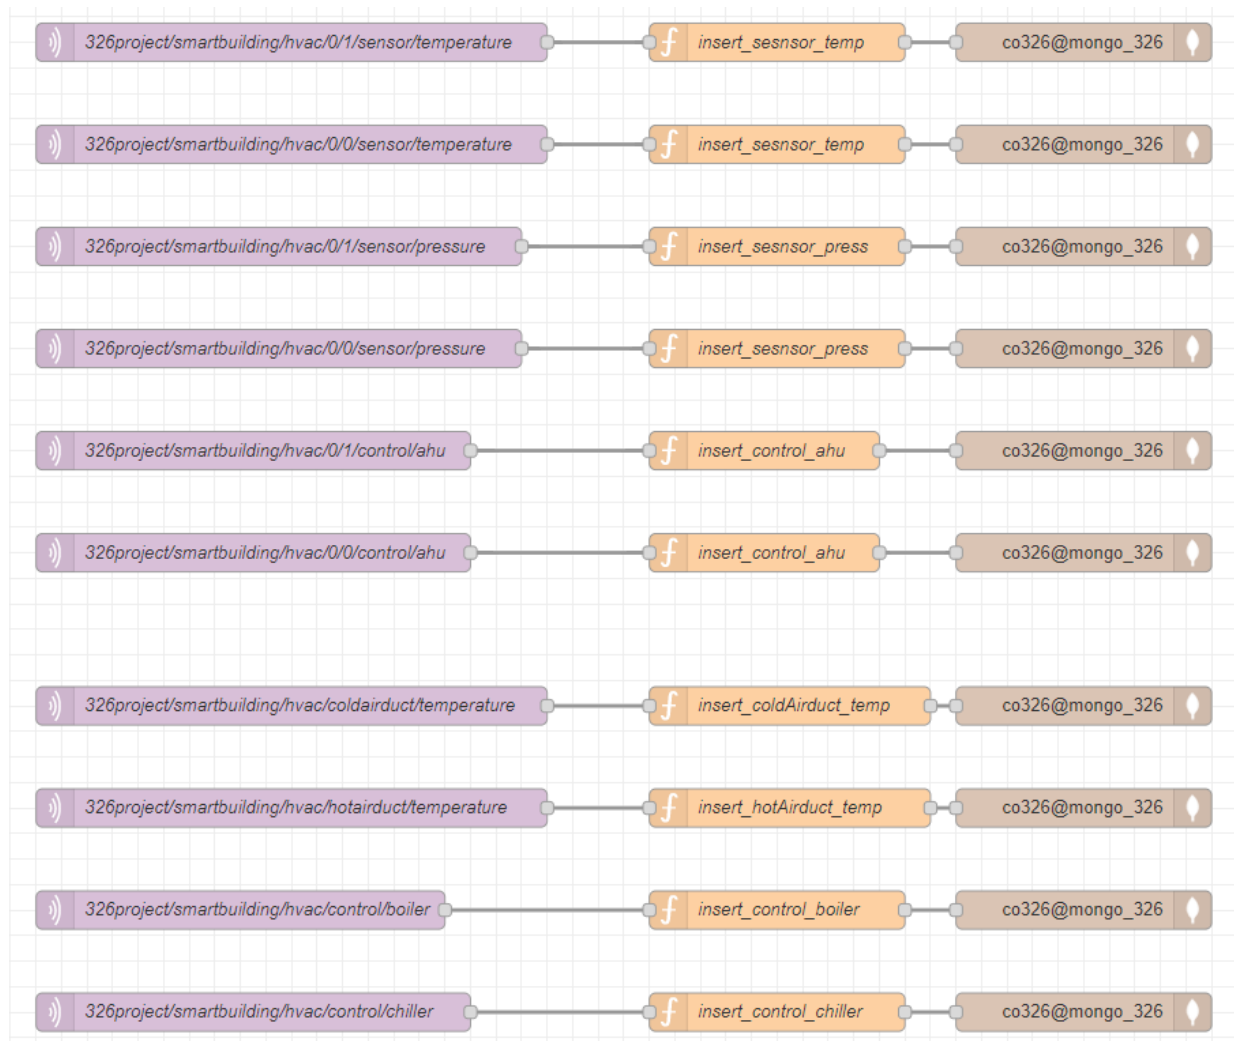 326project/smartbuilding/hvac/0/1/sensor/temperature insert_sesnsor_temp co326@mongo_326
326project/smartbuilding/hvac/0/0/sensor/temperature insert_sesnsor_temp co326@mongo_326
326project/smartbuilding/hvac/0/1/sensor/pressure insert_sesnsor_press co326@mongo_326
326project/smartbuilding/hvac/0/0/sensor/pressure insert_sesnsor_press co326@mongo_326
326project/smartbuilding/hvac/0/1/control/ahu insert_control_ahu co326@mongo_326
326project/smartbuilding/hvac/0/0/control/ahu insert_control_ahu co326@mongo_326
326project/smartbuilding/hvac/coldairduct/temperature insert_coldAirduct_temp co326@mongo_326
326project/smartbuilding/hvac/hotairduct/temperature insert_hotAirduct_temp co326@mongo_326
326project/smartbuilding/hvac/control/boiler insert_control_boiler co326@mongo_326
326project/smartbuilding/hvac/control/chiller insert_control_chiller co326@mongo_326